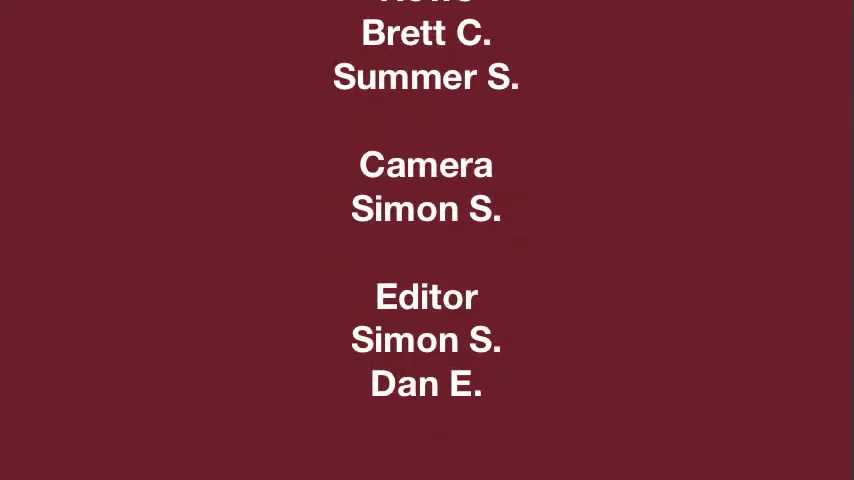 Brett C.
Summer S.
Camera
Simon S.
Editor
Simon S.
Dan E.